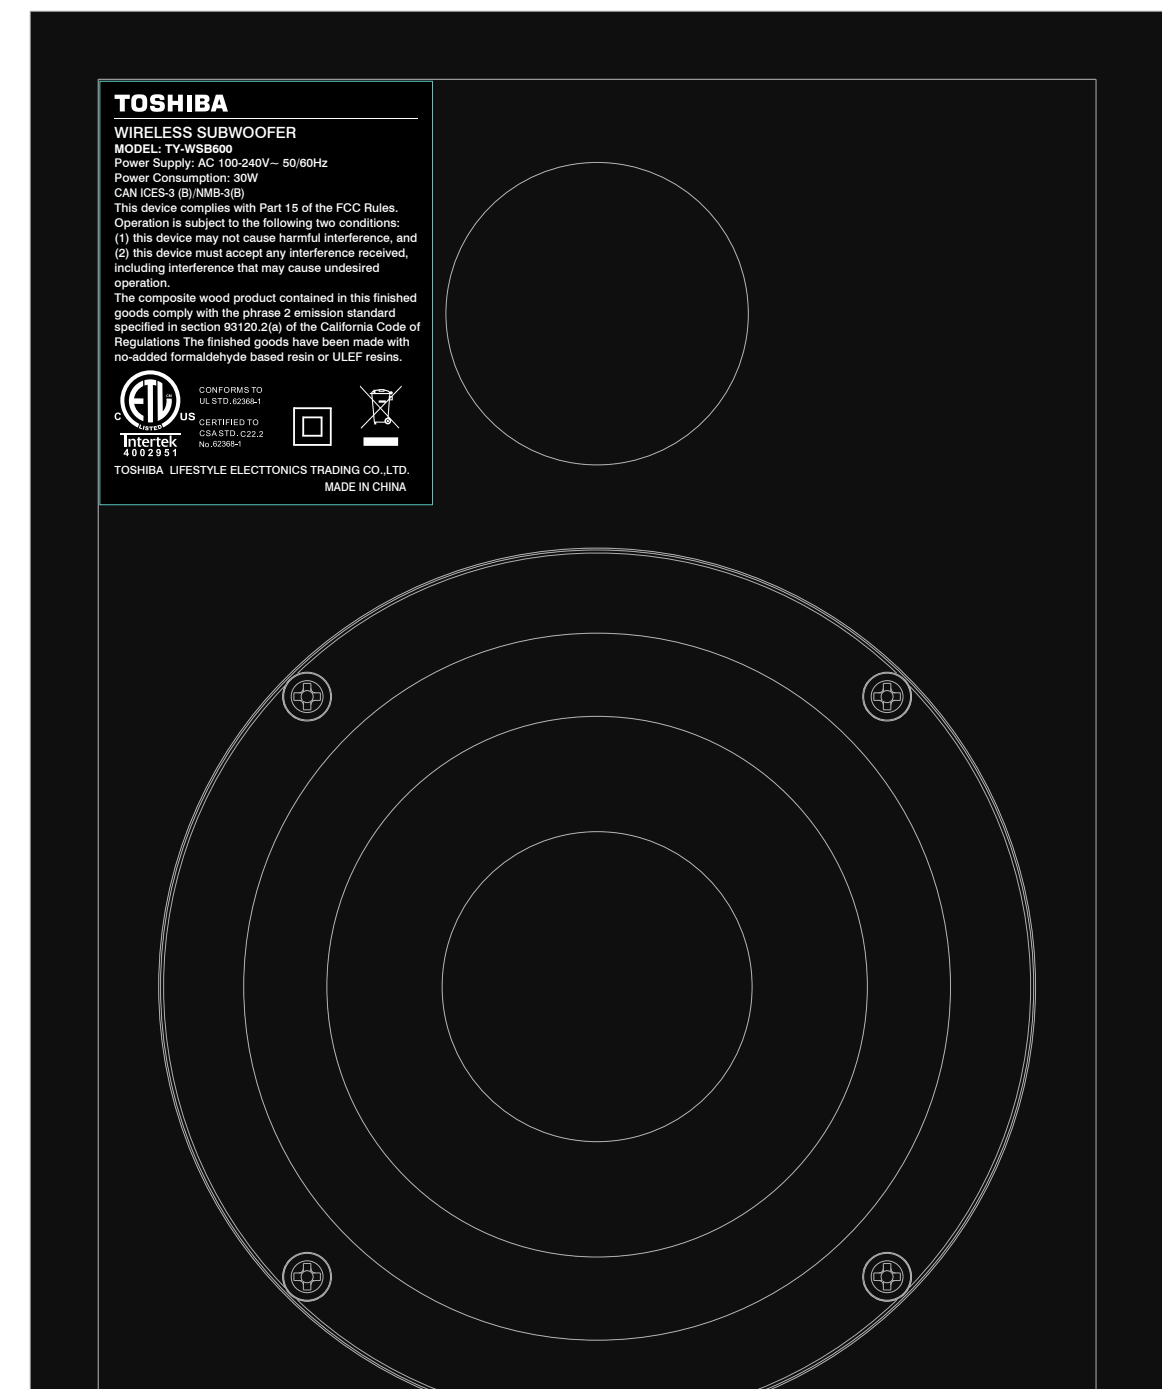 TOSHIBA
WIRELESS SUBWOOFER
MODEL: TY-WSB600
Power Supply: AC 100-240V~ 50/60Hz
Power Consumption: 30W
CAN ICES-3 (B)/NMB-3(B)
This device complies with Part 15 of the FCC Rules.
Operation is subject to the following two conditions:
(1) this device may not cause harmful interference, and
(2) this device must accept any interference received,
including interference that may cause undesired
operation.
The composite wood product contained in this finished
goods comply with the phrase 2 emission standard
specified in section 93120.2(a) of the California Code of
Regulations The finished goods have been made with
no-added formaldehyde based resin or ULEF resins.
ETL
LISTED
C
US
Intertek
4002951
CONFORMS TO
UL STD. 62368-1
CERTIFIED TO
CSA STD. C22.2
No. 62368-1
TOSHIBA LIFESTYLE ELECTTONICS TRADING CO.,LTD.
MADE IN CHINA